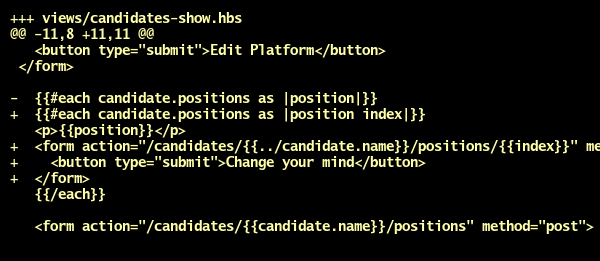 +++ views/candidates-show.hbs
@@ -11,8 +11,11 @@
   <button type="submit">Edit Platform</button>
 </form>

-  {{#each candidate.positions as |position|}}
+  {{#each candidate.positions as |position index|}}
   <p>{{position}}</p>
+  <form action="/candidates/{{../candidate.name}}/positions/{{index}}" me
+    <button type="submit">Change your mind</button>
+  </form>
   {{/each}}

   <form action="/candidates/{{candidate.name}}/positions" method="post">